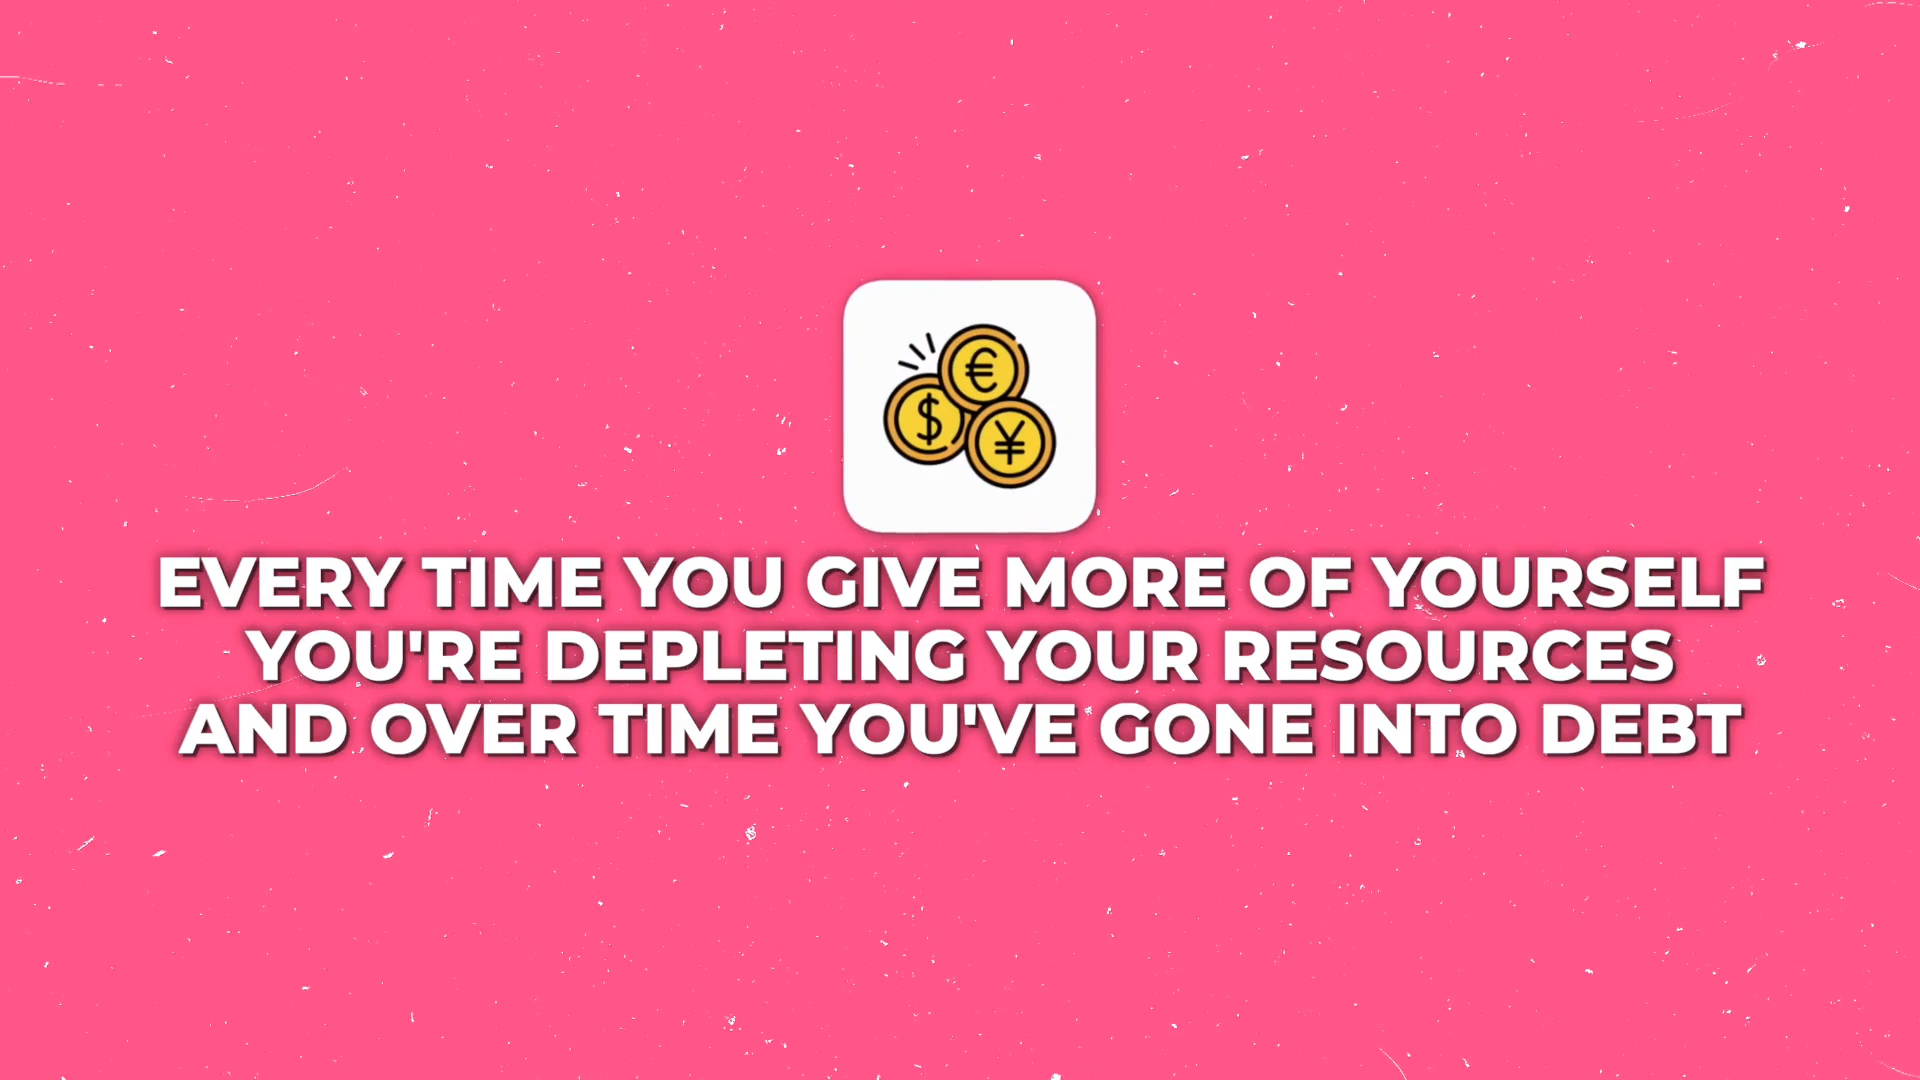 €
$
¥
EVERY TIME YOU GIVE MORE OF YOURSELF
YOU'RE DEPLETING YOUR RESOURCES
AND OVER TIME YOU'VE GONE INTO DEBT